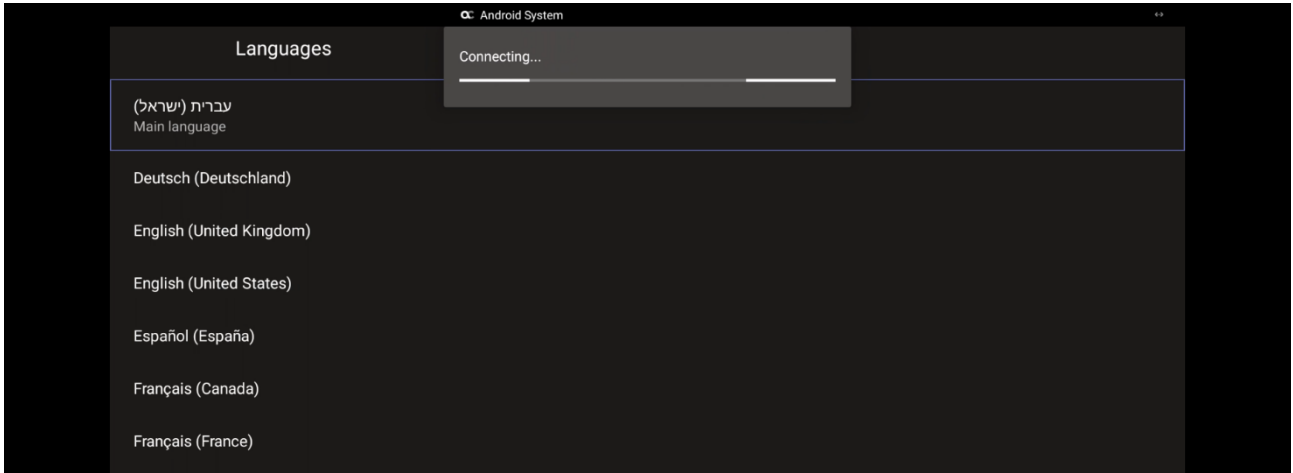 Android System
Languages
Connecting...
עברית (ישראל)
Main language
Deutsch (Deutschland)
English (United Kingdom)
English (United States)
Español (España)
Français (Canada)
Français (France)